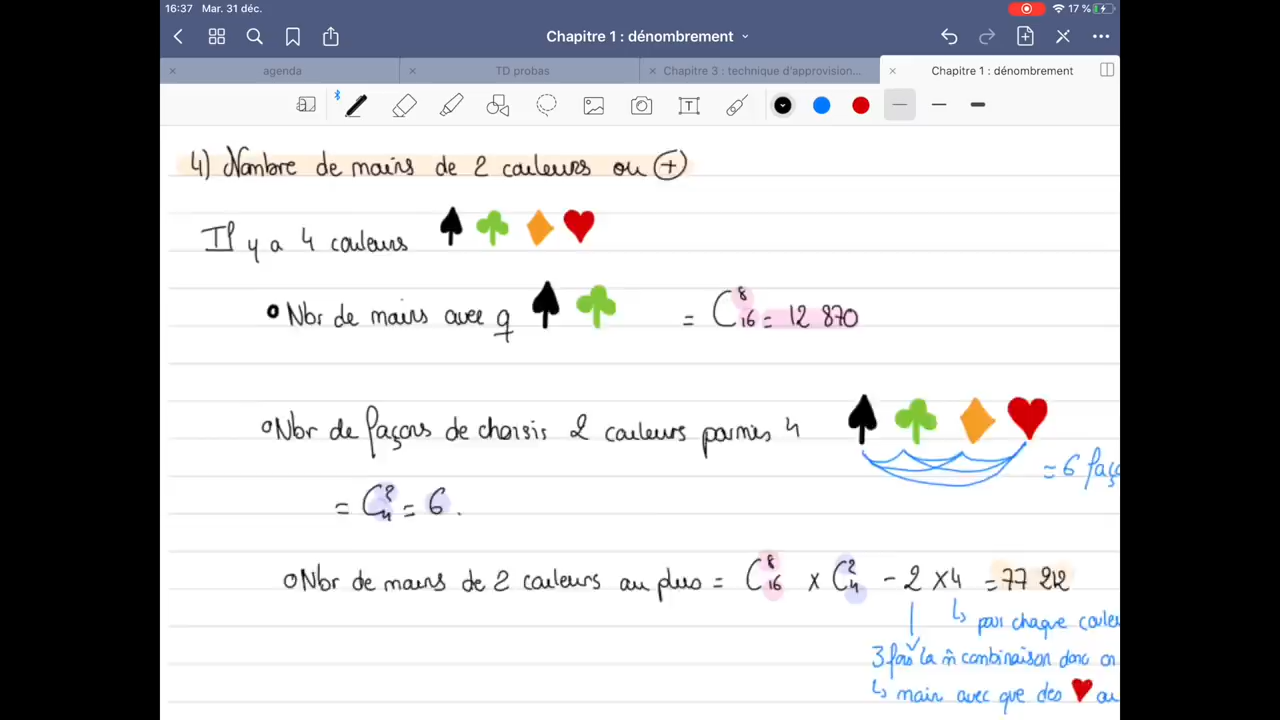 16:37 Mar. 31 déc. 17 %
Chapitre 1 : dénombrement
agenda TD probas Chapitre 3 : technique d'approvision... Chapitre 1 : dénombrement
4) Nombre de mains de 2 couleurs ou +
Il y a 4 couleurs
Nbr de mains avec q = C⁸₁₆ = 12 870
Nbr de façons de choisis 2 couleurs parmies 4
= 6 faço
= C²₄ = 6.
Nbr de mains de 2 couleurs au plus = C⁸₁₆ x C²₄ - 2 x 4 = 77 212
↳ pour chaque couleu
3 fois la m̂ combinaison donc on
↳ main avec que des ♥ ou